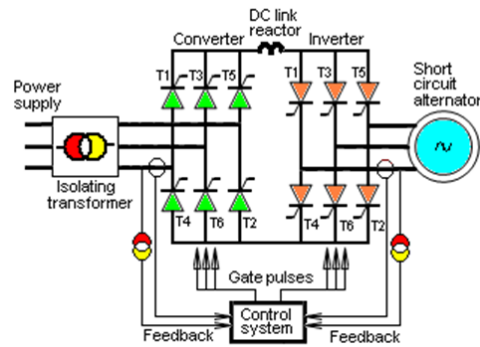 DC link
reactor
Converter
Inverter
T1
T3
T5
T1
T3
T5
Power
supply
Short
circuit
alternator
Isolating
transformer
T4
T6
T2
T4
T6
T2
Gate pulses
Control
system
Feedback
Feedback